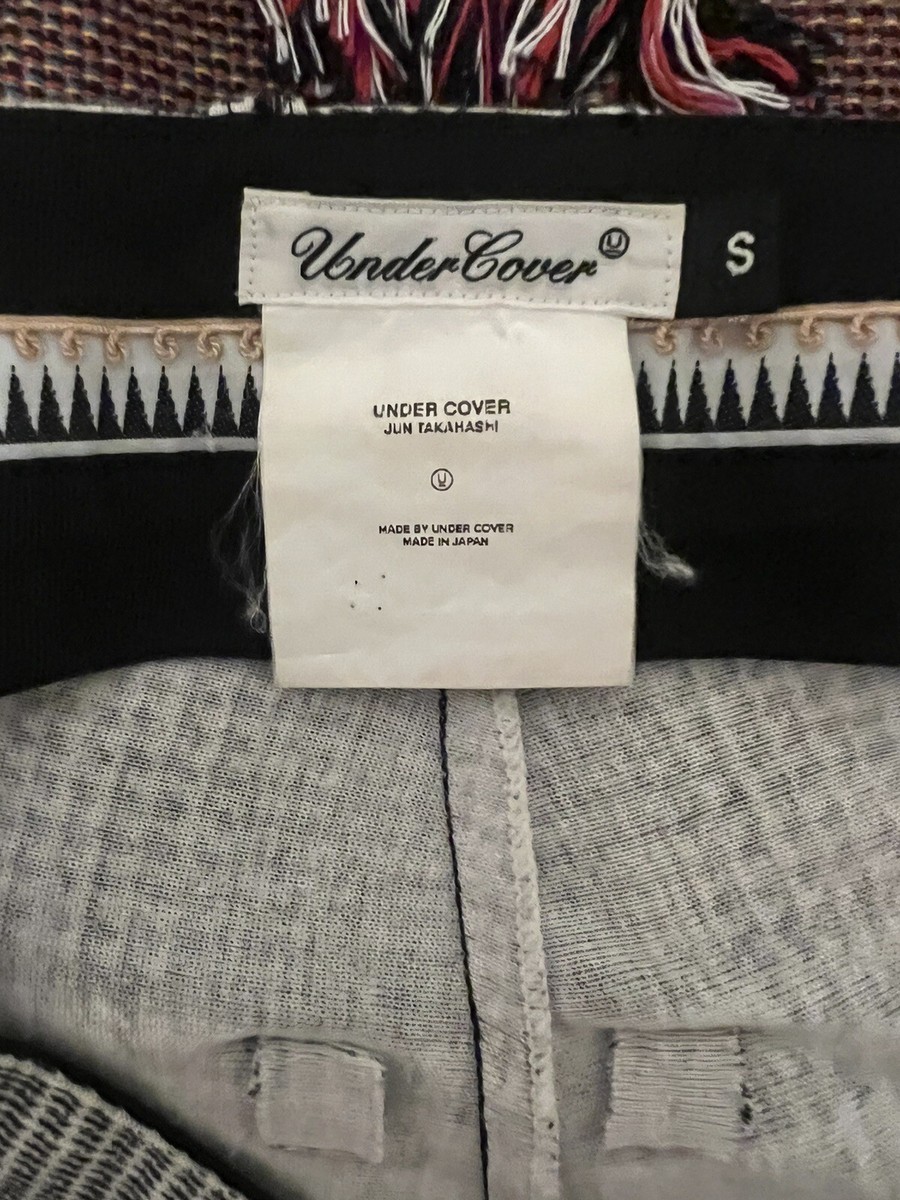 UnderCover
S
UNDER COVER
JUN TAKAHASHI
MADE BY UNDER COVER
MADE IN JAPAN